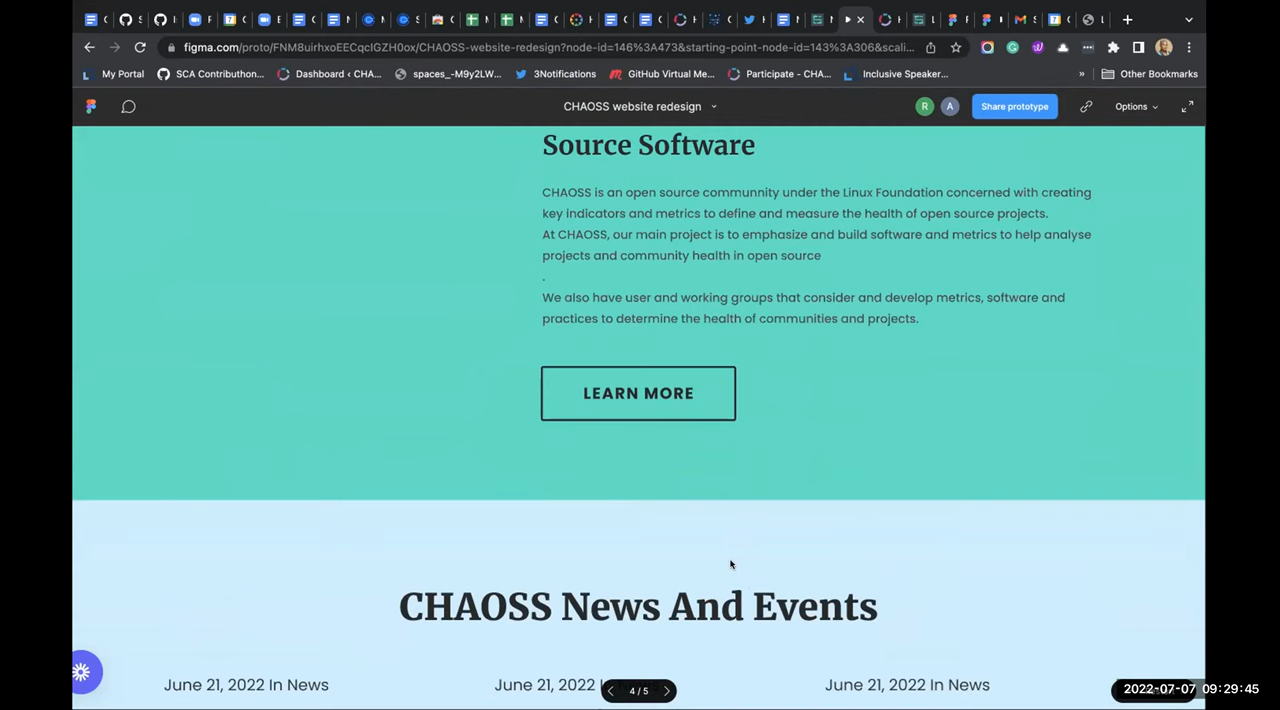 figma.com/proto/FNM8uirhxoEECqcIGZH0ox/CHAOSS-website-redesign?node-id=146%3A473&starting-point-node-id=143%3A306&scali...
My Portal
SCA Contributhon...
Dashboard ‹ CHA...
spaces_-M9y2LW...
3Notifications
GitHub Virtual Me...
Participate - CHA...
Inclusive Speaker...
»
Other Bookmarks
CHAOSS website redesign
R
A
Share prototype
Options
Source Software
CHAOSS is an open source communnity under the Linux Foundation concerned with creating
key indicators and metrics to define and measure the health of open source projects.
At CHAOSS, our main project is to emphasize and build software and metrics to help analyse
projects and community health in open source
.
We also have user and working groups that consider and develop metrics, software and
practices to determine the health of communities and projects.
LEARN MORE
CHAOSS News And Events
June 21, 2022 In News
June 21, 2022 I
June 21, 2022 In News
4/5
2022-07-07 09:29:45